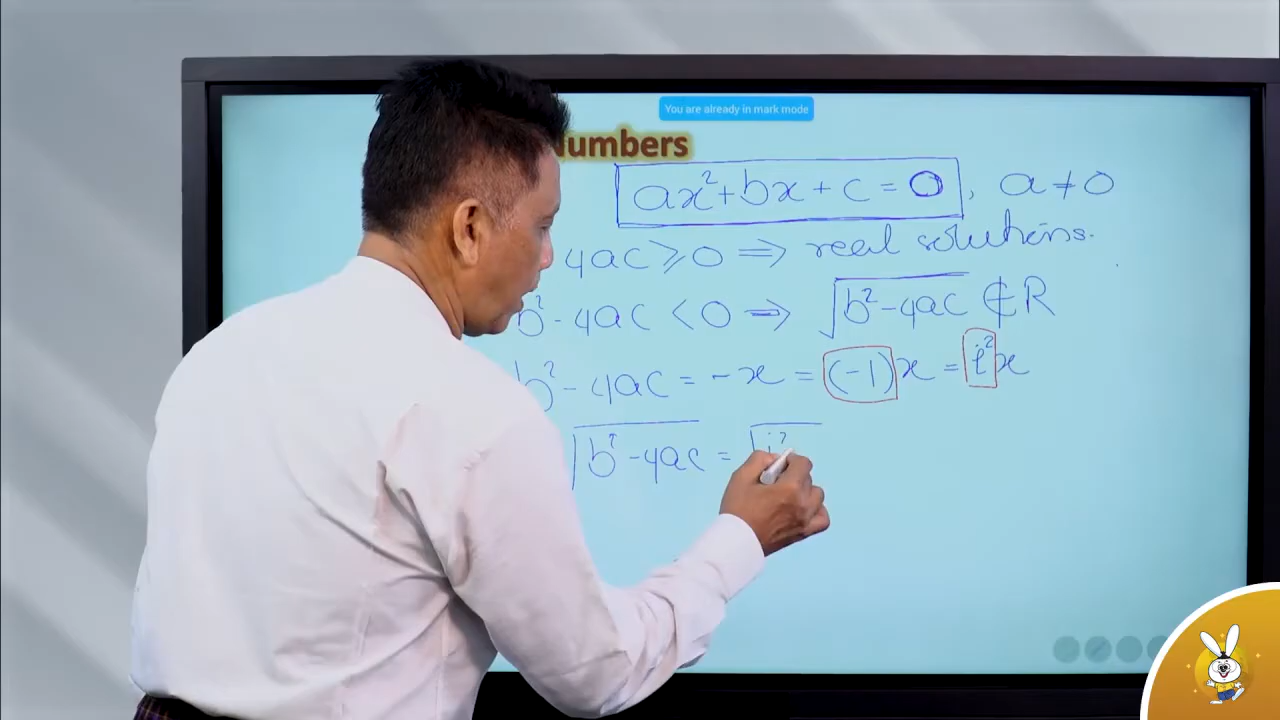 You are already in mark mode
Numbers
ax²+bx+c=0, a≠0
4ac⩾0 ⇒ real solutions.
b²-4ac<0 ⇒ √b²-4ac ∉ R
b²-4ac = -x = (-1)x = i²x
√b²-4ac = √i²